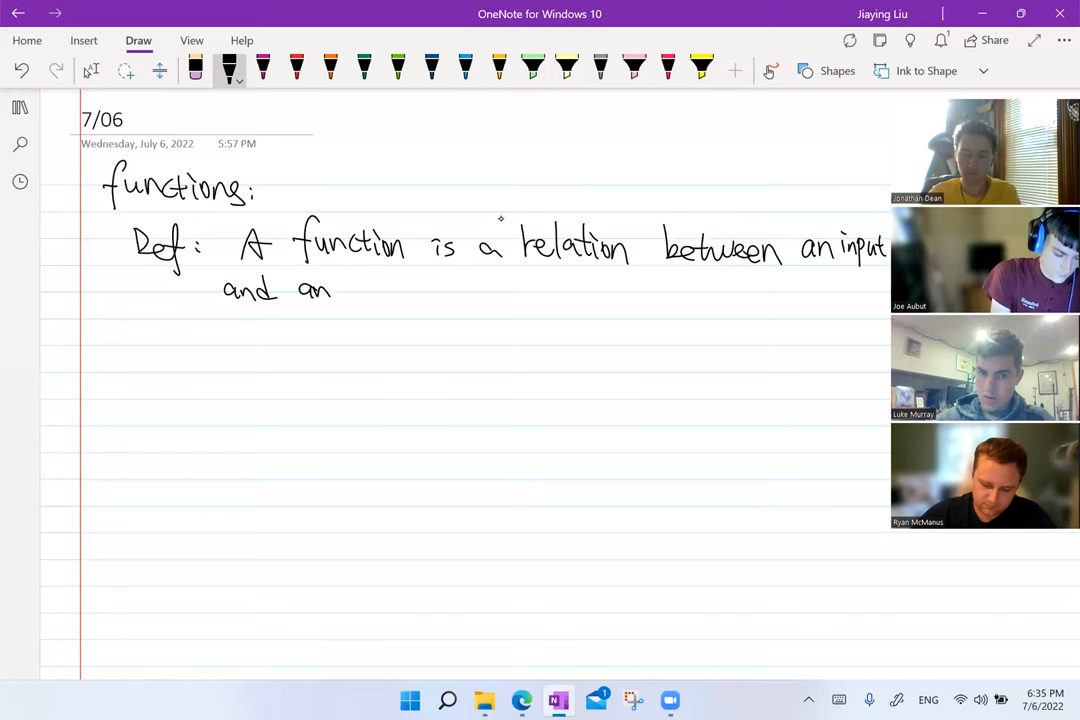 OneNote for Windows 10
Jiaying Liu
Home Insert Draw View Help
Share
Shapes
Ink to Shape
7/06
Wednesday, July 6, 2022 5:57 PM
functions:
Def: A function is a relation between an input
and an
Jonathan Dean
Joe Aubut
Luke Murray
Ryan McManus
1
ENG
6:35 PM
7/6/2022